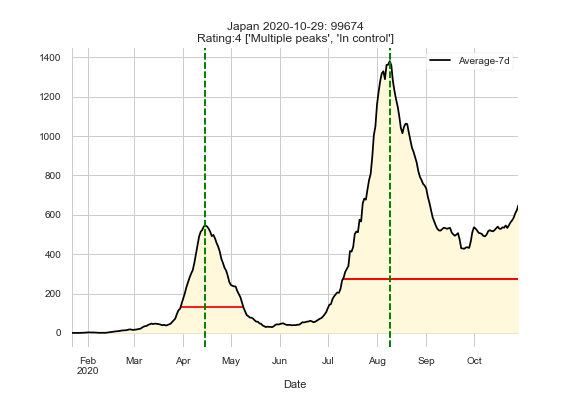 Japan 2020-10-29: 99674
Rating:4 ['Multiple peaks', 'In control']
Average-7d
1400
1200
1000
800
600
400
200
0
Feb Mar Apr May Jun Jul Aug Sep Oct
2020
Date